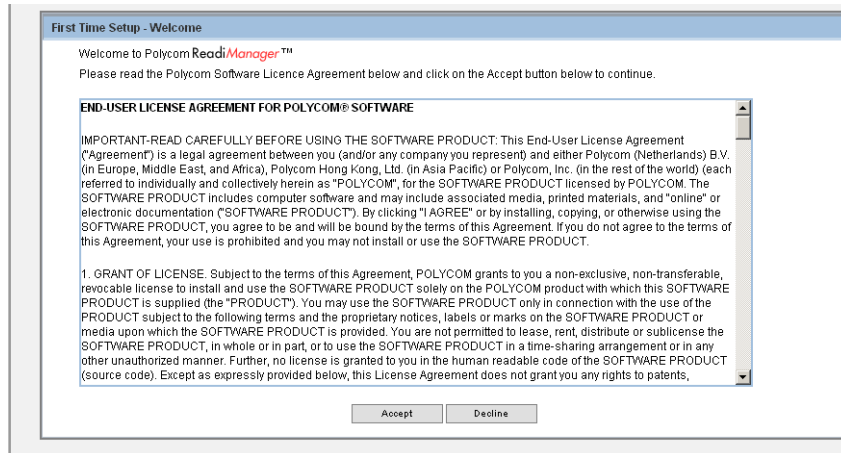 First Time Setup - Welcome
Welcome to Polycom ReadiManager™
Please read the Polycom Software Licence Agreement below and click on the Accept button below to continue.
END-USER LICENSE AGREEMENT FOR POLYCOM® SOFTWARE
IMPORTANT-READ CAREFULLY BEFORE USING THE SOFTWARE PRODUCT: This End-User License Agreement
("Agreement") is a legal agreement between you (and/or any company you represent) and either Polycom (Netherlands) B.V.
(in Europe, Middle East, and Africa), Polycom Hong Kong, Ltd. (in Asia Pacific) or Polycom, Inc. (in the rest of the world) (each
referred to individually and collectively herein as "POLYCOM", for the SOFTWARE PRODUCT licensed by POLYCOM. The
SOFTWARE PRODUCT includes computer software and may include associated media, printed materials, and "online" or
electronic documentation ("SOFTWARE PRODUCT"). By clicking "I AGREE" or by installing, copying, or otherwise using the
SOFTWARE PRODUCT, you agree to be and will be bound by the terms of this Agreement. If you do not agree to the terms of
this Agreement, your use is prohibited and you may not install or use the SOFTWARE PRODUCT.
1. GRANT OF LICENSE. Subject to the terms of this Agreement, POLYCOM grants to you a non-exclusive, non-transferable,
revocable license to install and use the SOFTWARE PRODUCT solely on the POLYCOM product with which this SOFTWARE
PRODUCT is supplied (the "PRODUCT"). You may use the SOFTWARE PRODUCT only in connection with the use of the
PRODUCT subject to the following terms and the proprietary notices, labels or marks on the SOFTWARE PRODUCT or
media upon which the SOFTWARE PRODUCT is provided. You are not permitted to lease, rent, distribute or sublicense the
SOFTWARE PRODUCT, in whole or in part, or to use the SOFTWARE PRODUCT in a time-sharing arrangement or in any
other unauthorized manner. Further, no license is granted to you in the human readable code of the SOFTWARE PRODUCT
(source code). Except as expressly provided below, this License Agreement does not grant you any rights to patents,
Accept Decline